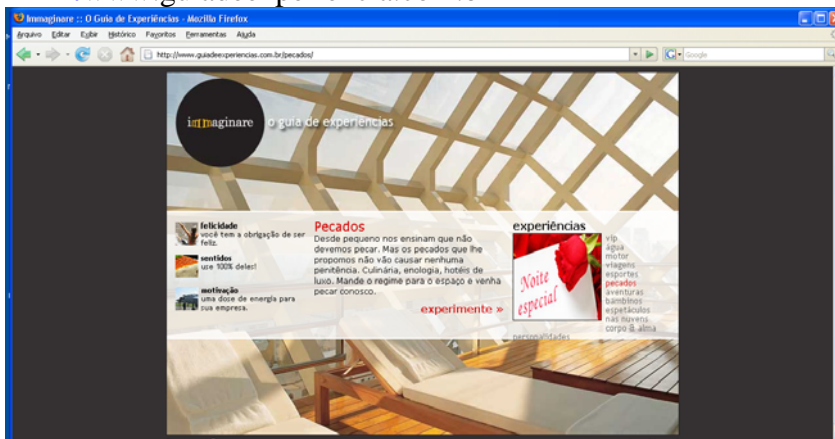 Immaginare :: O Guia de Experiências - Mozilla Firefox
Arquivo Editar Exibir Histórico Favoritos Ferramentas Ajuda
http://www.guiadeexperiencias.com.br/pecados/
Google
immaginare
o guia de experiências
felicidade
você tem a obrigação de ser
feliz.
sentidos
use 100% deles!
motivação
uma dose de energia para
sua empresa.
Pecados
Desde pequeno nos ensinam que não
devemos pecar. Mas os pecados que lhe
propomos não vão causar nenhuma
penitência. Culinária, enologia, hotéis de
luxo. Mande o regime para o espaço e venha
pecar conosco.
experimente »
experiências
Noite
especial
vip
água
motor
viagens
esportes
pecados
aventuras
bambinos
espetáculos
nas nuvens
corpo & alma
personalidades